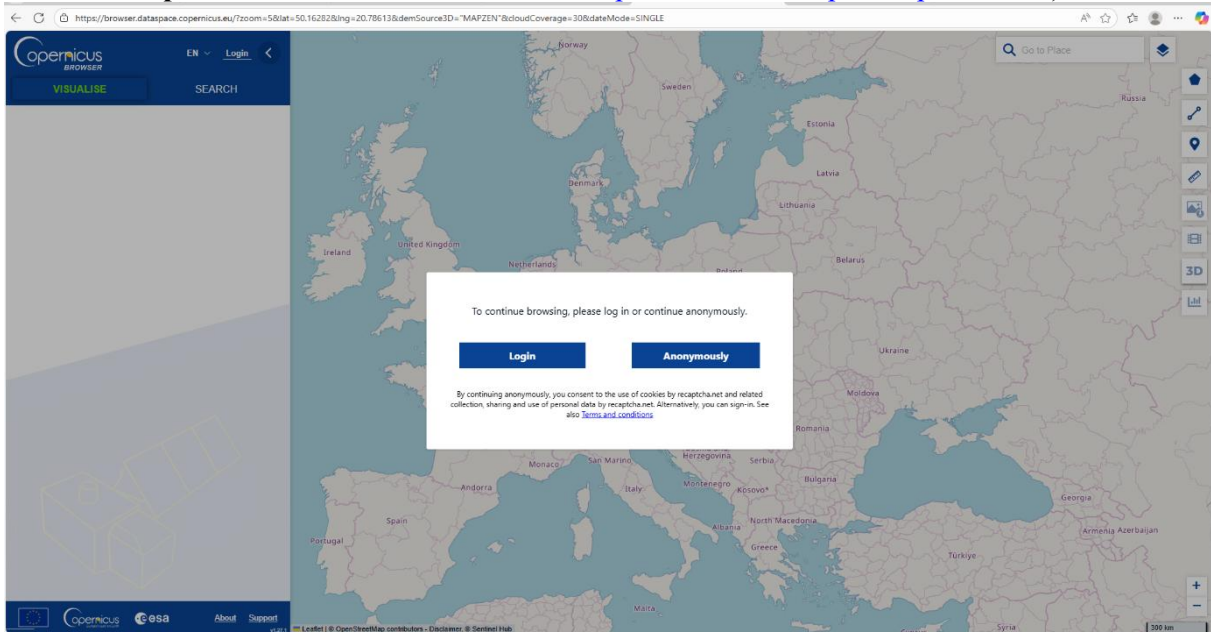 https://browser.dataspace.copernicus.eu/?zoom=5&lat=50.16282&lng=20.78613&demSource3D="MAPZEN"&cloudCoverage=30&dateMode=SINGLE
Copernicus
BROWSER
EN
Login
VISUALISE
SEARCH
Go to Place
Norway
Sweden
Russia
Estonia
Latvia
Denmark
Lithuania
Ireland
United Kingdom
Belarus
Netherlands
Poland
3D
To continue browsing, please log in or continue anonymously.
Login
Anonymously
By continuing anonymously, you consent to the use of cookies by recaptcha.net and related
collection, sharing and use of personal data by recaptcha.net. Alternatively, you can sign-in. See
also Terms and conditions
Ukraine
Moldova
Romania
Herzegovina
Serbia
Monaco
San Marino
Andorra
Italy
Montenegro
Kosovo*
Bulgaria
Georgia
Spain
Albania
North Macedonia
Armenia
Azerbaijan
Portugal
Greece
Türkiye
Malta
Syria
Copernicus
esa
About
Support
Leaflet | © OpenStreetMap contributors - Disclaimer, © Sentinel Hub
200 km